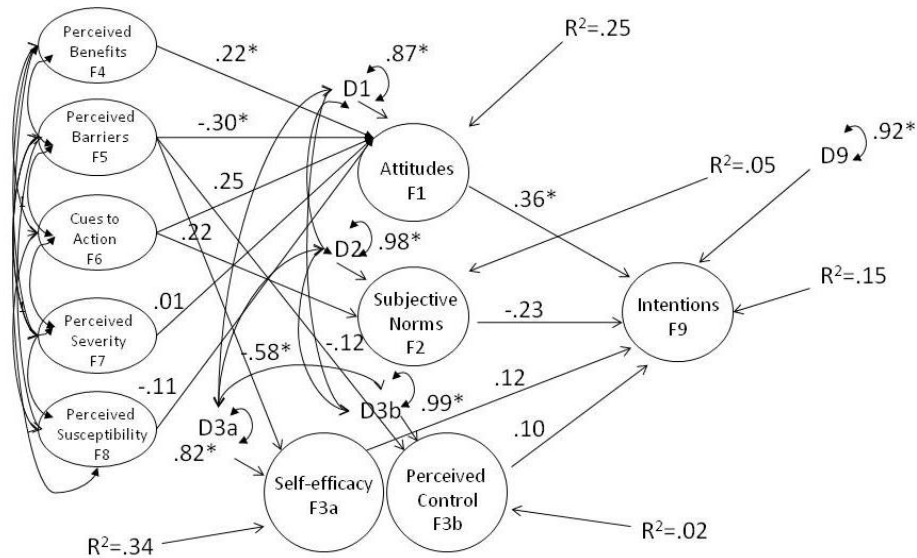 Perceived
Benefits
F4
Perceived
Barriers
F5
Cues to
Action
F6
Perceived
Severity
F7
Perceived
Susceptibility
F8
.22*
-.30*
.25
.22
.01
-.11
-.58*
-.12
D1
.87*
Attitudes
F1
R²=.25
D2
.98*
Subjective
Norms
F2
R²=.05
D9
.92*
.36*
-.23
.12
.10
Intentions
F9
R²=.15
D3a
.82*
D3b
.99*
Self-efficacy
F3a
Perceived
Control
F3b
R²=.34
R²=.02